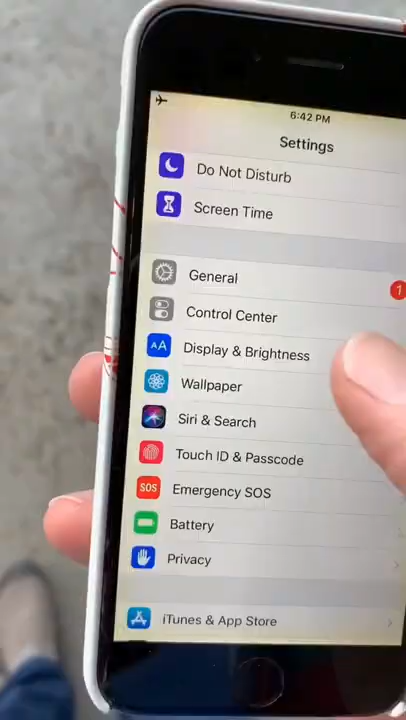 6:42 PM
Settings
Do Not Disturb
Screen Time
General
1
Control Center
AA Display & Brightness
Wallpaper
Siri & Search
Touch ID & Passcode
SOS Emergency SOS
Battery
Privacy
iTunes & App Store